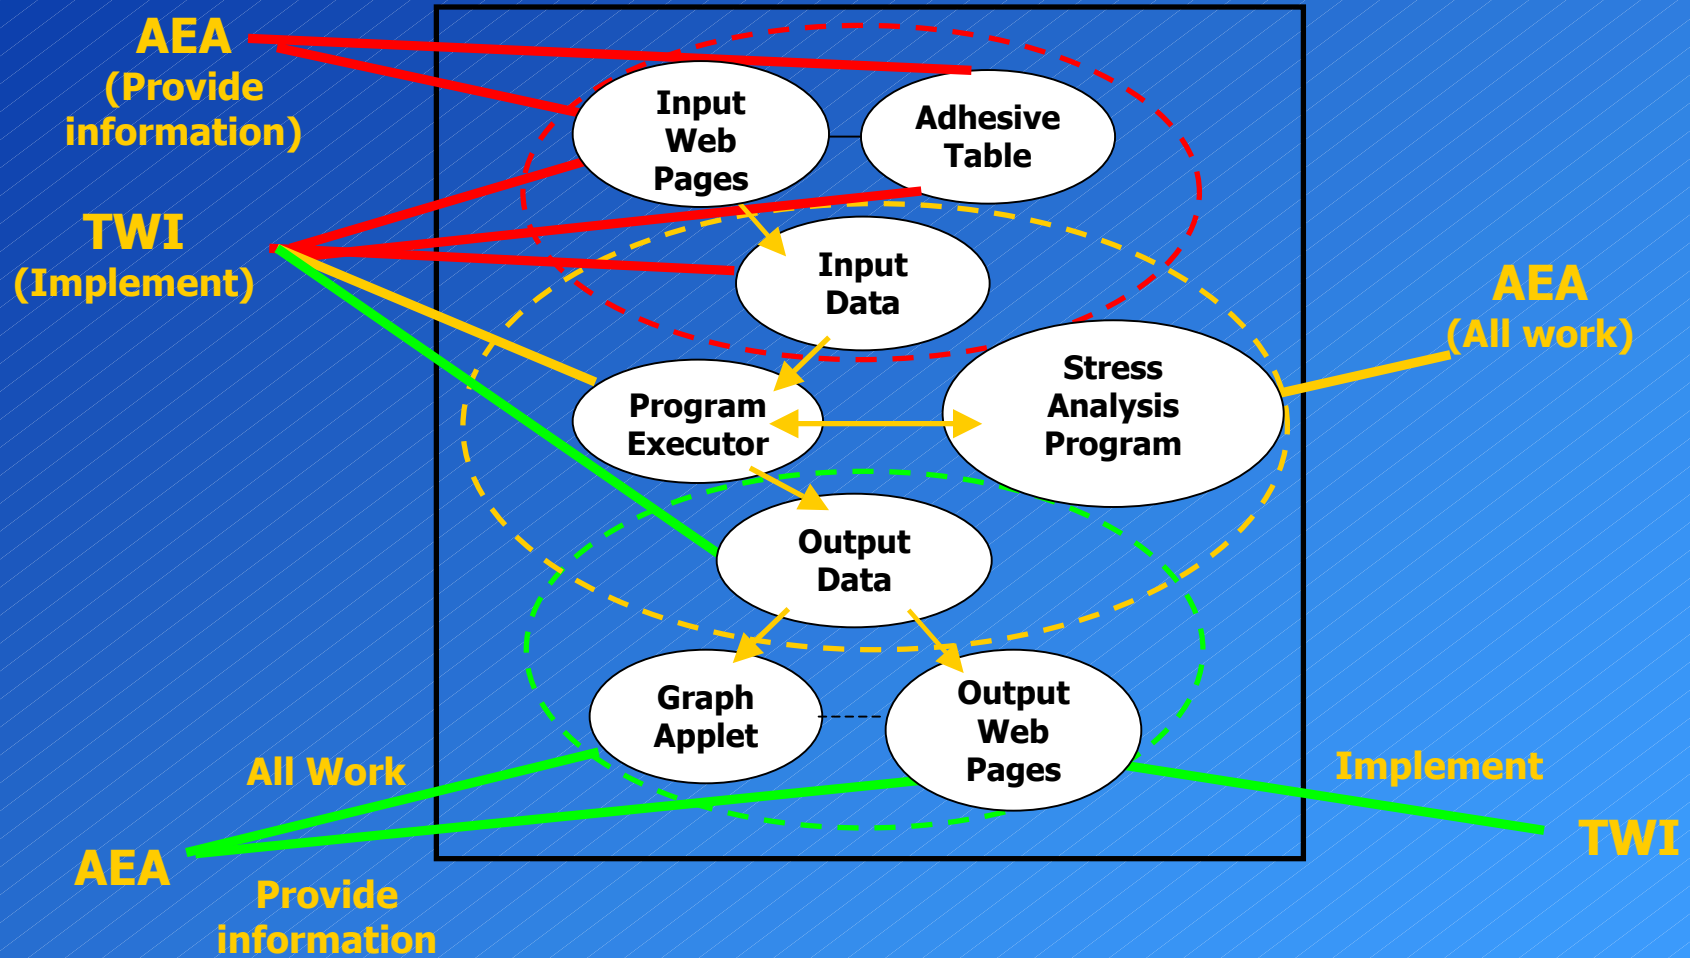 AEA
(Provide
information)
TWI
(Implement)
Input
Web
Pages
Adhesive
Table
Input
Data
Program
Executor
Stress
Analysis
Program
AEA
(All work)
Output
Data
Graph
Applet
Output
Web
Pages
All Work
AEA
Provide
information
Implement
TWI